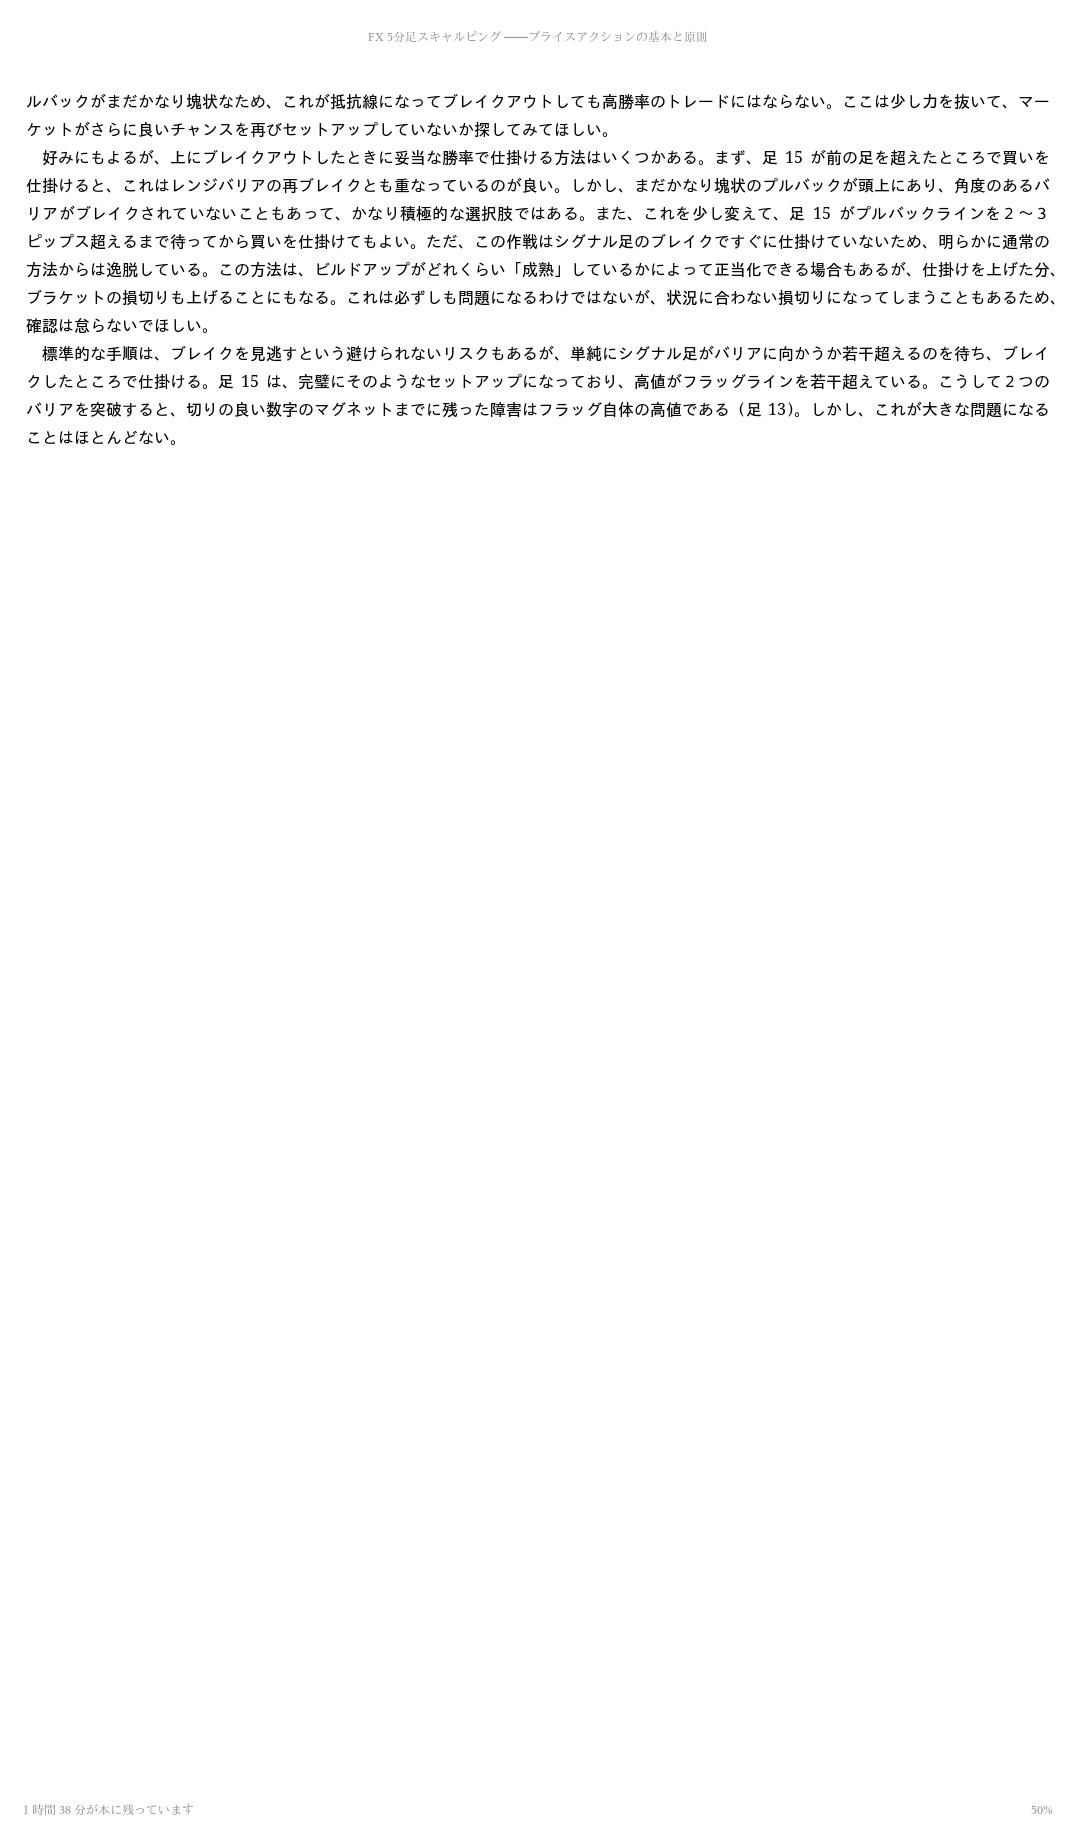 FX 5分足スキャルピング ――プライスアクションの基本と原則
ルバックがまだかなり塊状なため、これが抵抗線になってブレイクアウトしても高勝率のトレードにはならない。ここは少し力を抜いて、マー
ケットがさらに良いチャンスを再びセットアップしていないか探してみてほしい。
　好みにもよるが、上にブレイクアウトしたときに妥当な勝率で仕掛ける方法はいくつかある。まず、足 15 が前の足を超えたところで買いを
仕掛けると、これはレンジバリアの再ブレイクとも重なっているのが良い。しかし、まだかなり塊状のプルバックが頭上にあり、角度のあるバ
リアがブレイクされていないこともあって、かなり積極的な選択肢ではある。また、これを少し変えて、足 15 がプルバックラインを２～３
ピップス超えるまで待ってから買いを仕掛けてもよい。ただ、この作戦はシグナル足のブレイクですぐに仕掛けていないため、明らかに通常の
方法からは逸脱している。この方法は、ビルドアップがどれくらい「成熟」しているかによって正当化できる場合もあるが、仕掛けを上げた分、
ブラケットの損切りも上げることにもなる。これは必ずしも問題になるわけではないが、状況に合わない損切りになってしまうこともあるため、
確認は怠らないでほしい。
　標準的な手順は、ブレイクを見逃すという避けられないリスクもあるが、単純にシグナル足がバリアに向かうか若干超えるのを待ち、ブレイ
クしたところで仕掛ける。足 15 は、完璧にそのようなセットアップになっており、高値がフラッグラインを若干超えている。こうして２つの
バリアを突破すると、切りの良い数字のマグネットまでに残った障害はフラッグ自体の高値である（足 13）。しかし、これが大きな問題になる
ことはほとんどない。
1 時間 38 分が本に残っています
50%